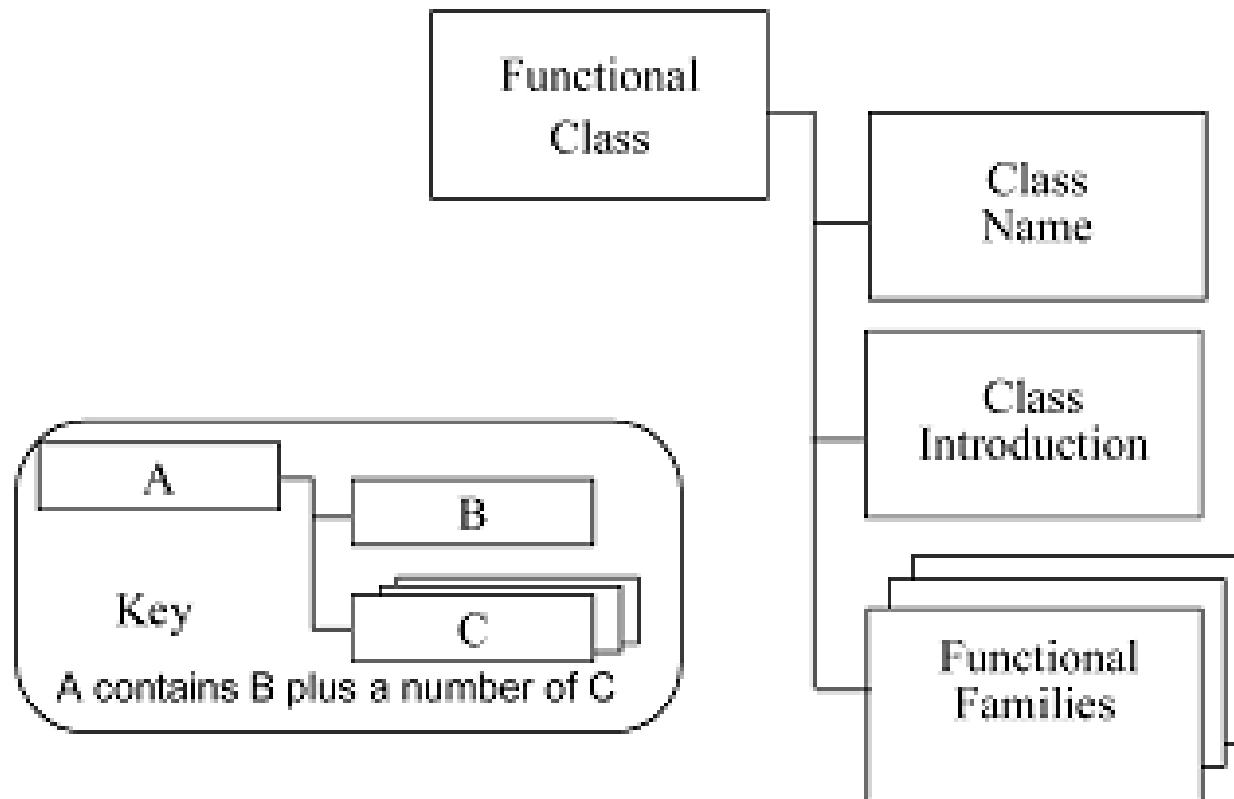 Functional
Class
Class
Name
Class
Introduction
Functional
Families
A
B
C
Key
A contains B plus a number of C